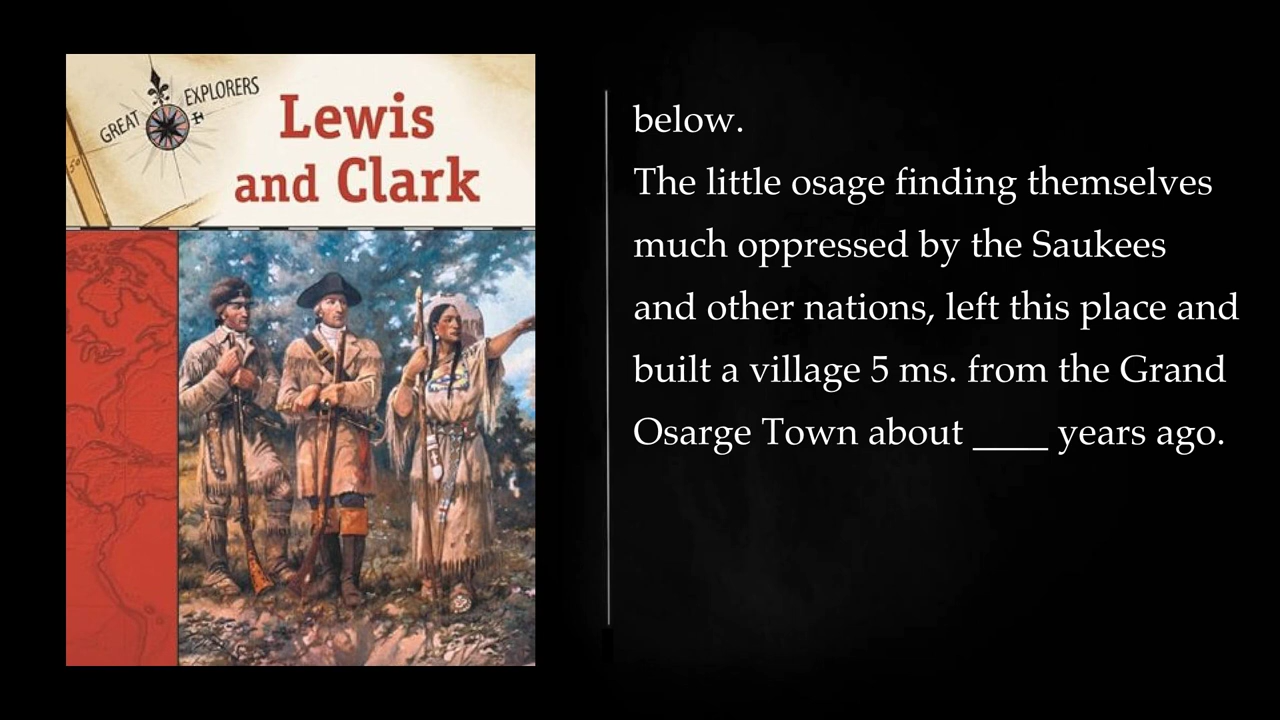 GREAT EXPLORERS
Lewis
and Clark
50
below.
The little osage finding themselves
much oppressed by the Saukees
and other nations, left this place and
built a village 5 ms. from the Grand
Osarge Town about ____ years ago.